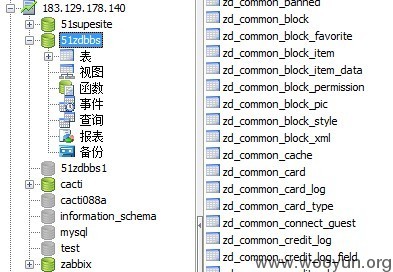 183.129.178.140
51supesite
51zdbbs
表
视图
函数
事件
查询
报表
备份
51zdbbs1
cacti
cacti088a
information_schema
mysql
test
zabbix
zd_common_banned
zd_common_block
zd_common_block_favorite
zd_common_block_item
zd_common_block_item_data
zd_common_block_permission
zd_common_block_pic
zd_common_block_style
zd_common_block_xml
zd_common_cache
zd_common_card
zd_common_card_log
zd_common_card_type
zd_common_connect_guest
zd_common_credit_log
zd_common_credit_log_field
www.wooyun.org